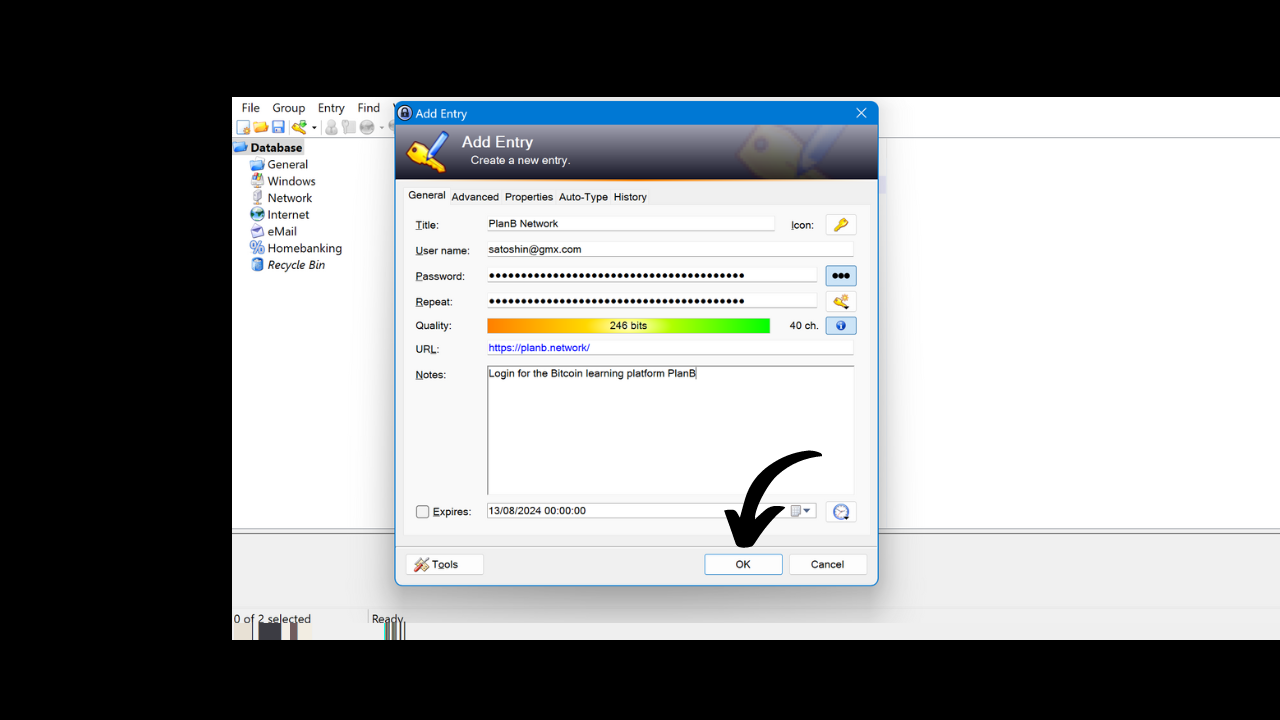 File Group Entry Find
Database
General
Windows
Network
Internet
eMail
Homebanking
Recycle Bin
Add Entry
Add Entry
Create a new entry.
General Advanced Properties Auto-Type History
Title: PlanB Network Icon:
User name: satoshin@gmx.com
Password: ••••••••••••••••••••••••••••••••••••••••
Repeat: ••••••••••••••••••••••••••••••••••••••••
Quality: 246 bits 40 ch.
URL: https://planb.network/
Notes: Login for the Bitcoin learning platform PlanB
Expires: 13/08/2024 00:00:00
Tools OK Cancel
0 of 2 selected Ready.